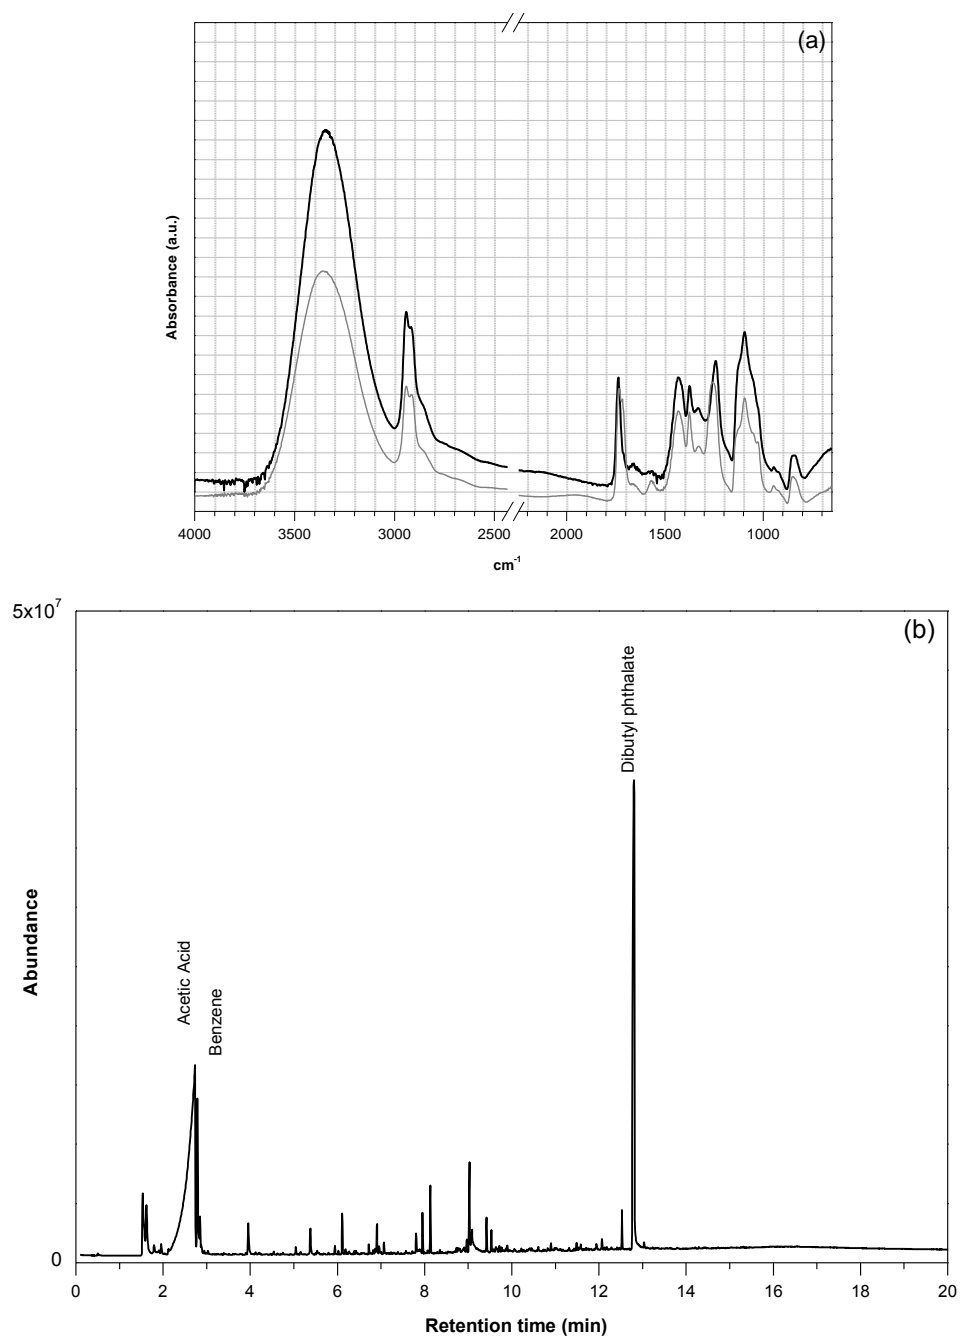 (a)
Absorbance (a.u.)
4000 3500 3000 2500 2000 1500 1000
cm-1
5x10^7
(b)
Dibutyl phthalate
Acetic Acid
Benzene
Abundance
0
0 2 4 6 8 10 12 14 16 18 20
Retention time (min)